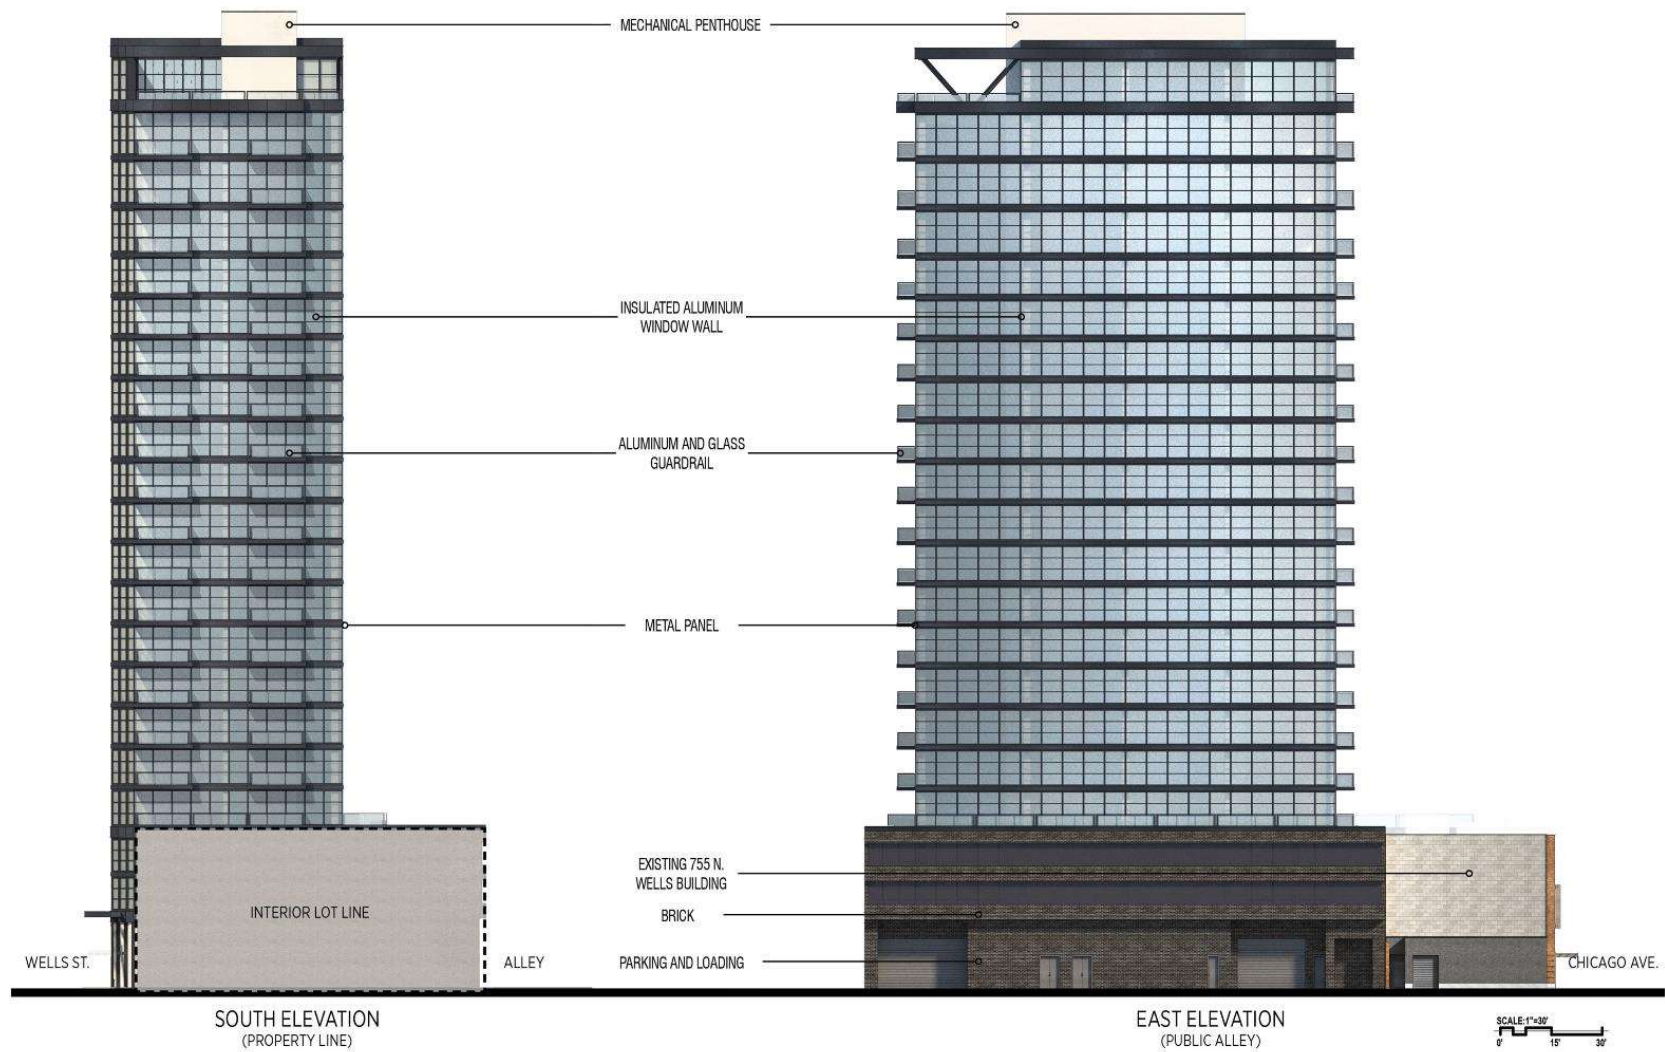 MECHANICAL PENTHOUSE
INSULATED ALUMINUM
WINDOW WALL
ALUMINUM AND GLASS
GUARDRAIL
METAL PANEL
EXISTING 755 N.
WELLS BUILDING
INTERIOR LOT LINE
BRICK
WELLS ST.
ALLEY
PARKING AND LOADING
CHICAGO AVE.
SOUTH ELEVATION
(PROPERTY LINE)
EAST ELEVATION
(PUBLIC ALLEY)
SCALE:1"=30'
0' 15' 30'